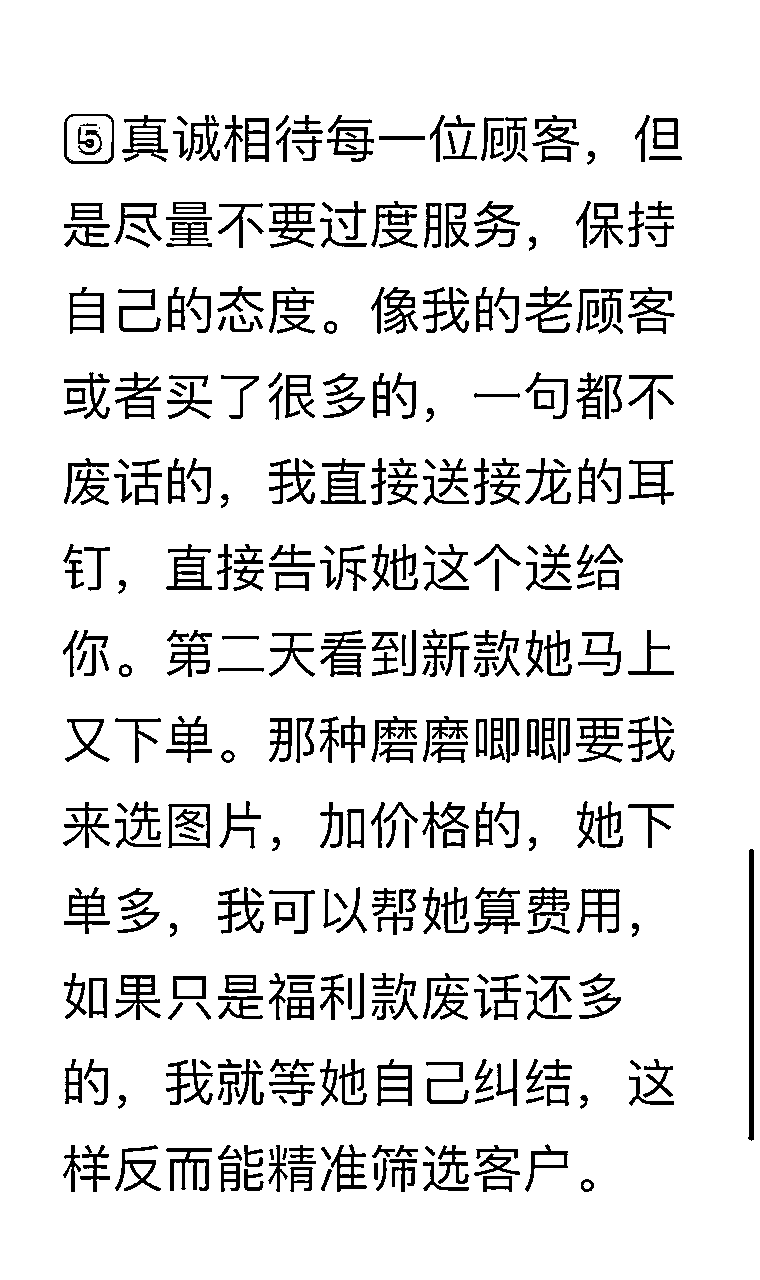 5️⃣真诚相待每一位顾客，但
是尽量不要过度服务，保持
自己的态度。像我的老顾客
或者买了很多的，一句都不
废话的，我直接送接龙的耳
钉，直接告诉她这个送给
你。第二天看到新款她马上
又下单。那种磨磨唧唧要我
来选图片，加价格的，她下
单多，我可以帮她算费用，
如果只是福利款废话还多
的，我就等她自己纠结，这
样反而能精准筛选客户。